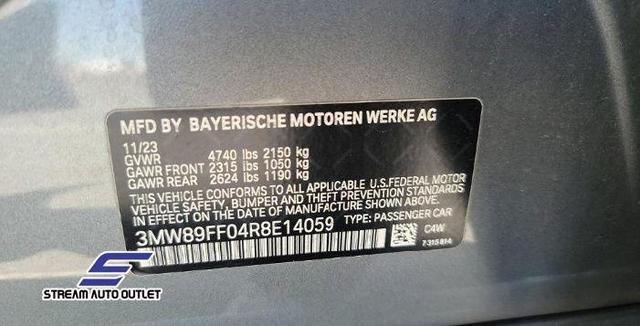 MFD BY BAYERISCHE MOTOREN WERKE AG
11/23
GVWR 4740 lbs 2150 kg
GAWR FRONT 2315 lbs 1050 kg
GAWR REAR 2624 lbs 1190 kg
THIS VEHICLE CONFORMS TO ALL APPLICABLE U.S.FEDERAL MOTOR
VEHICLE SAFETY, BUMPER AND THEFT PREVENTION STANDARDS
IN EFFECT ON THE DATE OF MANUFACTURE SHOWN ABOVE.
3MW89FF04R8E14059 TYPE: PASSENGER CAR
C4W
7-315 814
STREAM AUTO OUTLET